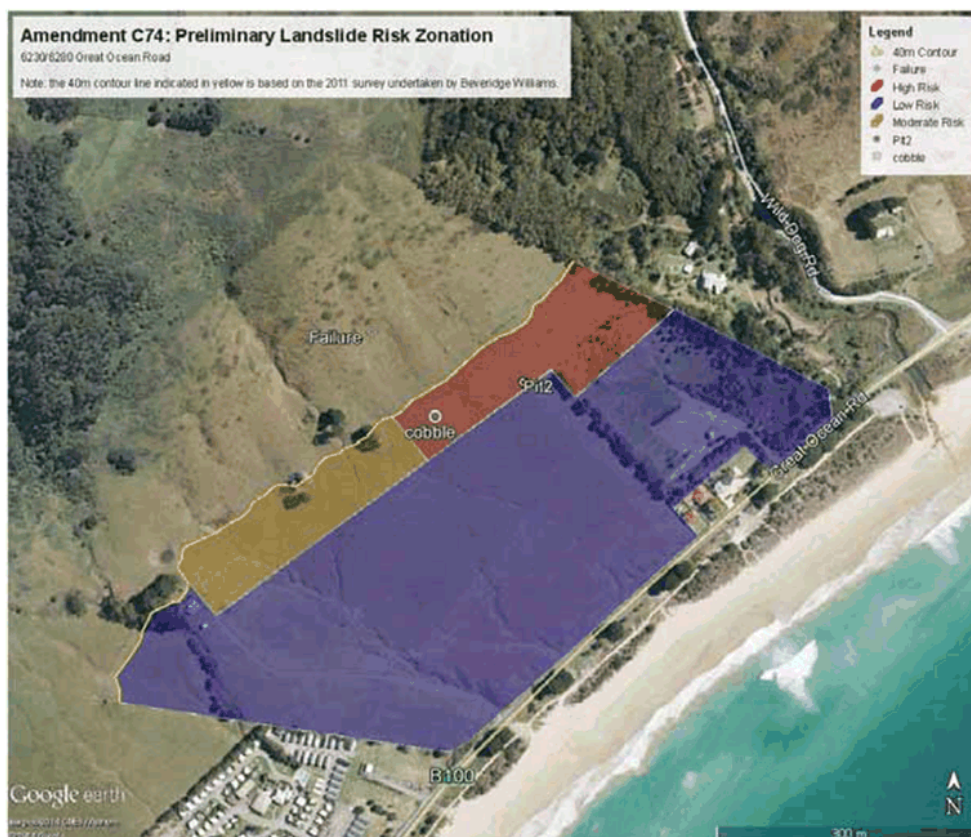 Amendment C74: Preliminary Landslide Risk Zonation
6230/6280 Great Ocean Road
Note: the 40m contour line indicated in yellow is based on the 2011 survey undertaken by Beveridge Williams.
Legend
40m Contour
Failure
High Risk
Low Risk
Moderate Risk
Pit2
cobble
Wild Dog Rd
Failure
Pit2
cobble
Great Ocean Rd
B100
Google earth
N
300 m